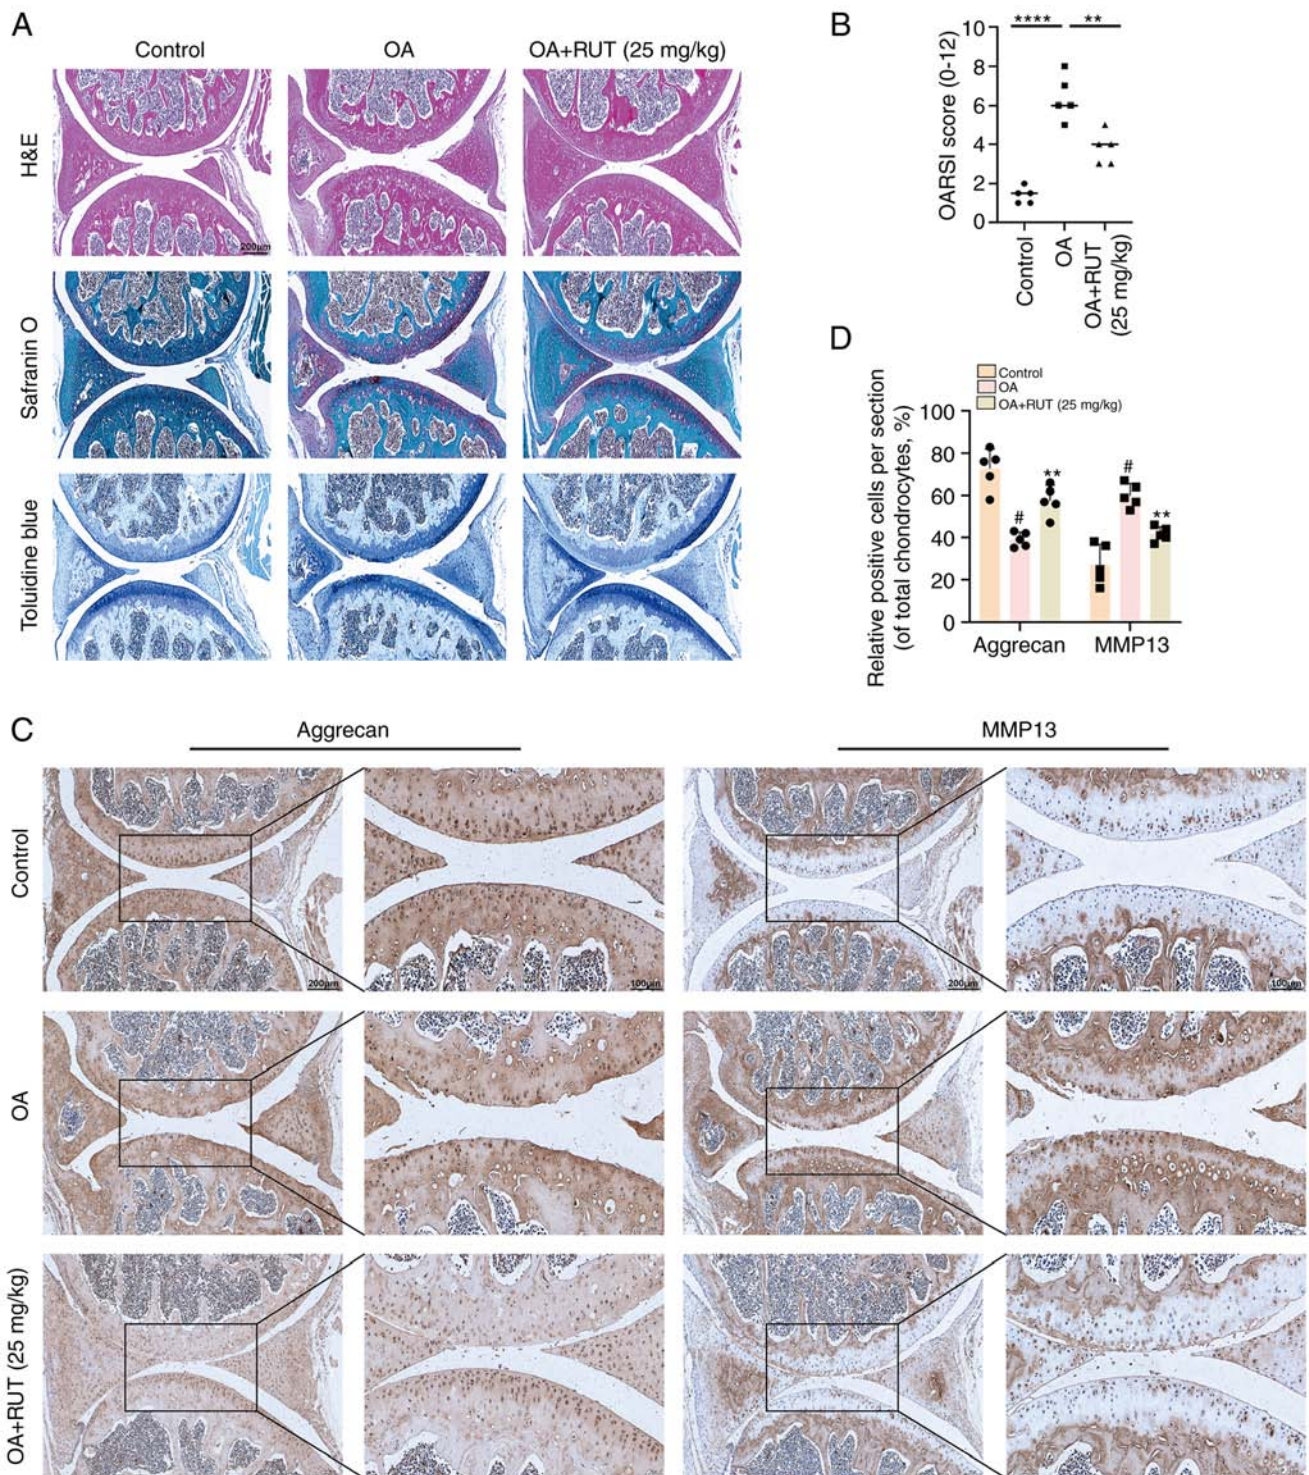 A
Control
OA
OA+RUT (25 mg/kg)
H&E
200μm
Safranin O
Toluidine blue
B
**** **
OARSI score (0-12)
10
8
6
4
2
0
Control
OA
OA+RUT
(25 mg/kg)
D
Control
OA
OA+RUT (25 mg/kg)
Relative positive cells per section
(of total chondrocytes, %)
100
80
60
40
20
0
#
**
#
**
Aggrecan
MMP13
C
Aggrecan
MMP13
Control
200μm
100μm
200μm
100μm
OA
OA+RUT (25 mg/kg)